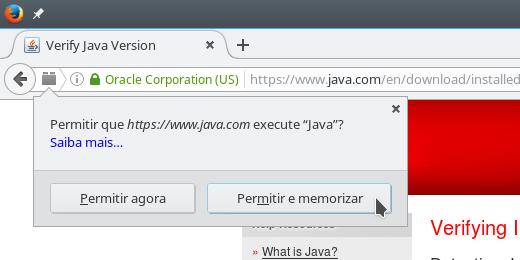 Verify Java Version
Oracle Corporation (US)
https://www.java.com/en/download/installed
Permitir que https://www.java.com execute “Java”?
Saiba mais...
Permitir agora
Permitir e memorizar
Verifying I
» What is Java?